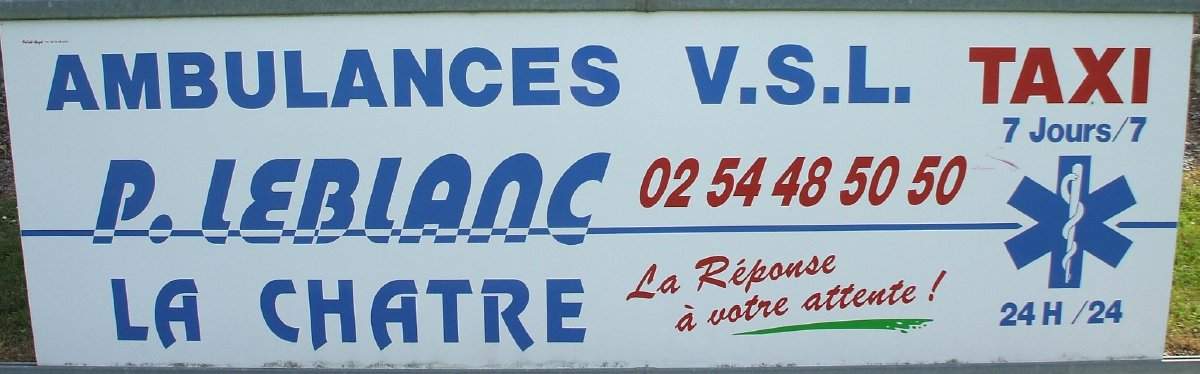 AMBULANCES V.S.L. TAXI
7 Jours/7
P. LEBLANC 02 54 48 50 50
LA CHATRE
La Réponse
à votre attente !
24 H / 24